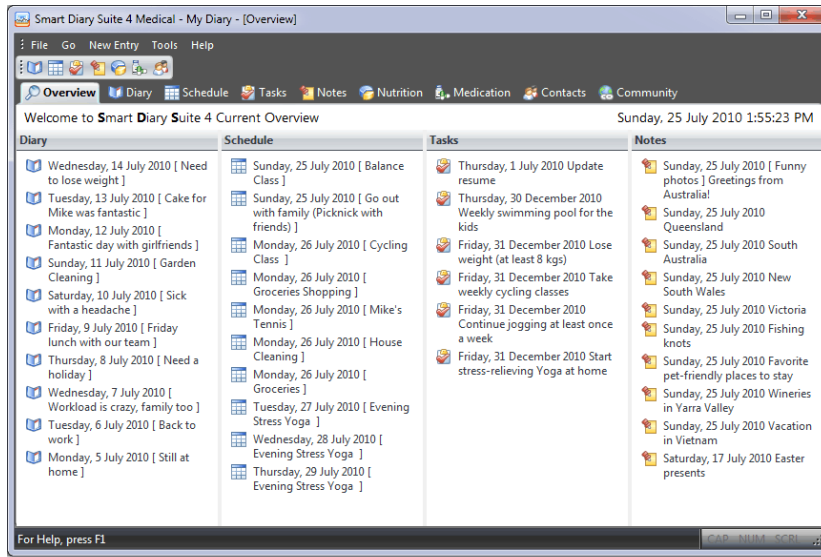 Smart Diary Suite 4 Medical - My Diary - [Overview]
File Go New Entry Tools Help
Overview Diary Schedule Tasks Notes Nutrition Medication Contacts Community
Welcome to Smart Diary Suite 4 Current Overview
Sunday, 25 July 2010 1:55:23 PM
Diary
Wednesday, 14 July 2010 [ Need
to lose weight ]
Tuesday, 13 July 2010 [ Cake for
Mike was fantastic ]
Monday, 12 July 2010 [
Fantastic day with girlfriends ]
Sunday, 11 July 2010 [ Garden
Cleaning ]
Saturday, 10 July 2010 [ Sick
with a headache ]
Friday, 9 July 2010 [ Friday
lunch with our team ]
Thursday, 8 July 2010 [ Need a
holiday ]
Wednesday, 7 July 2010 [
Workload is crazy, family too ]
Tuesday, 6 July 2010 [ Back to
work ]
Monday, 5 July 2010 [ Still at
home ]
Schedule
Sunday, 25 July 2010 [ Balance
Class ]
Sunday, 25 July 2010 [ Go out
with family (Picknick with
friends) ]
Monday, 26 July 2010 [ Cycling
Class ]
Monday, 26 July 2010 [
Groceries Shopping ]
Monday, 26 July 2010 [ Mike's
Tennis ]
Monday, 26 July 2010 [ House
Cleaning ]
Monday, 26 July 2010 [
Groceries ]
Tuesday, 27 July 2010 [ Evening
Stress Yoga ]
Wednesday, 28 July 2010 [
Evening Stress Yoga ]
Thursday, 29 July 2010 [
Evening Stress Yoga ]
Tasks
Thursday, 1 July 2010 Update
resume
Thursday, 30 December 2010
Weekly swimming pool for the
kids
Friday, 31 December 2010 Lose
weight (at least 8 kgs)
Friday, 31 December 2010 Take
weekly cycling classes
Friday, 31 December 2010
Continue jogging at least once
a week
Friday, 31 December 2010 Start
stress-relieving Yoga at home
Notes
Sunday, 25 July 2010 [ Funny
photos ] Greetings from
Australia!
Sunday, 25 July 2010
Queensland
Sunday, 25 July 2010 South
Australia
Sunday, 25 July 2010 New
South Wales
Sunday, 25 July 2010 Victoria
Sunday, 25 July 2010 Fishing
knots
Sunday, 25 July 2010 Favorite
pet-friendly places to stay
Sunday, 25 July 2010 Wineries
in Yarra Valley
Sunday, 25 July 2010 Vacation
in Vietnam
Saturday, 17 July 2010 Easter
presents
For Help, press F1
CAP NUM SCRL